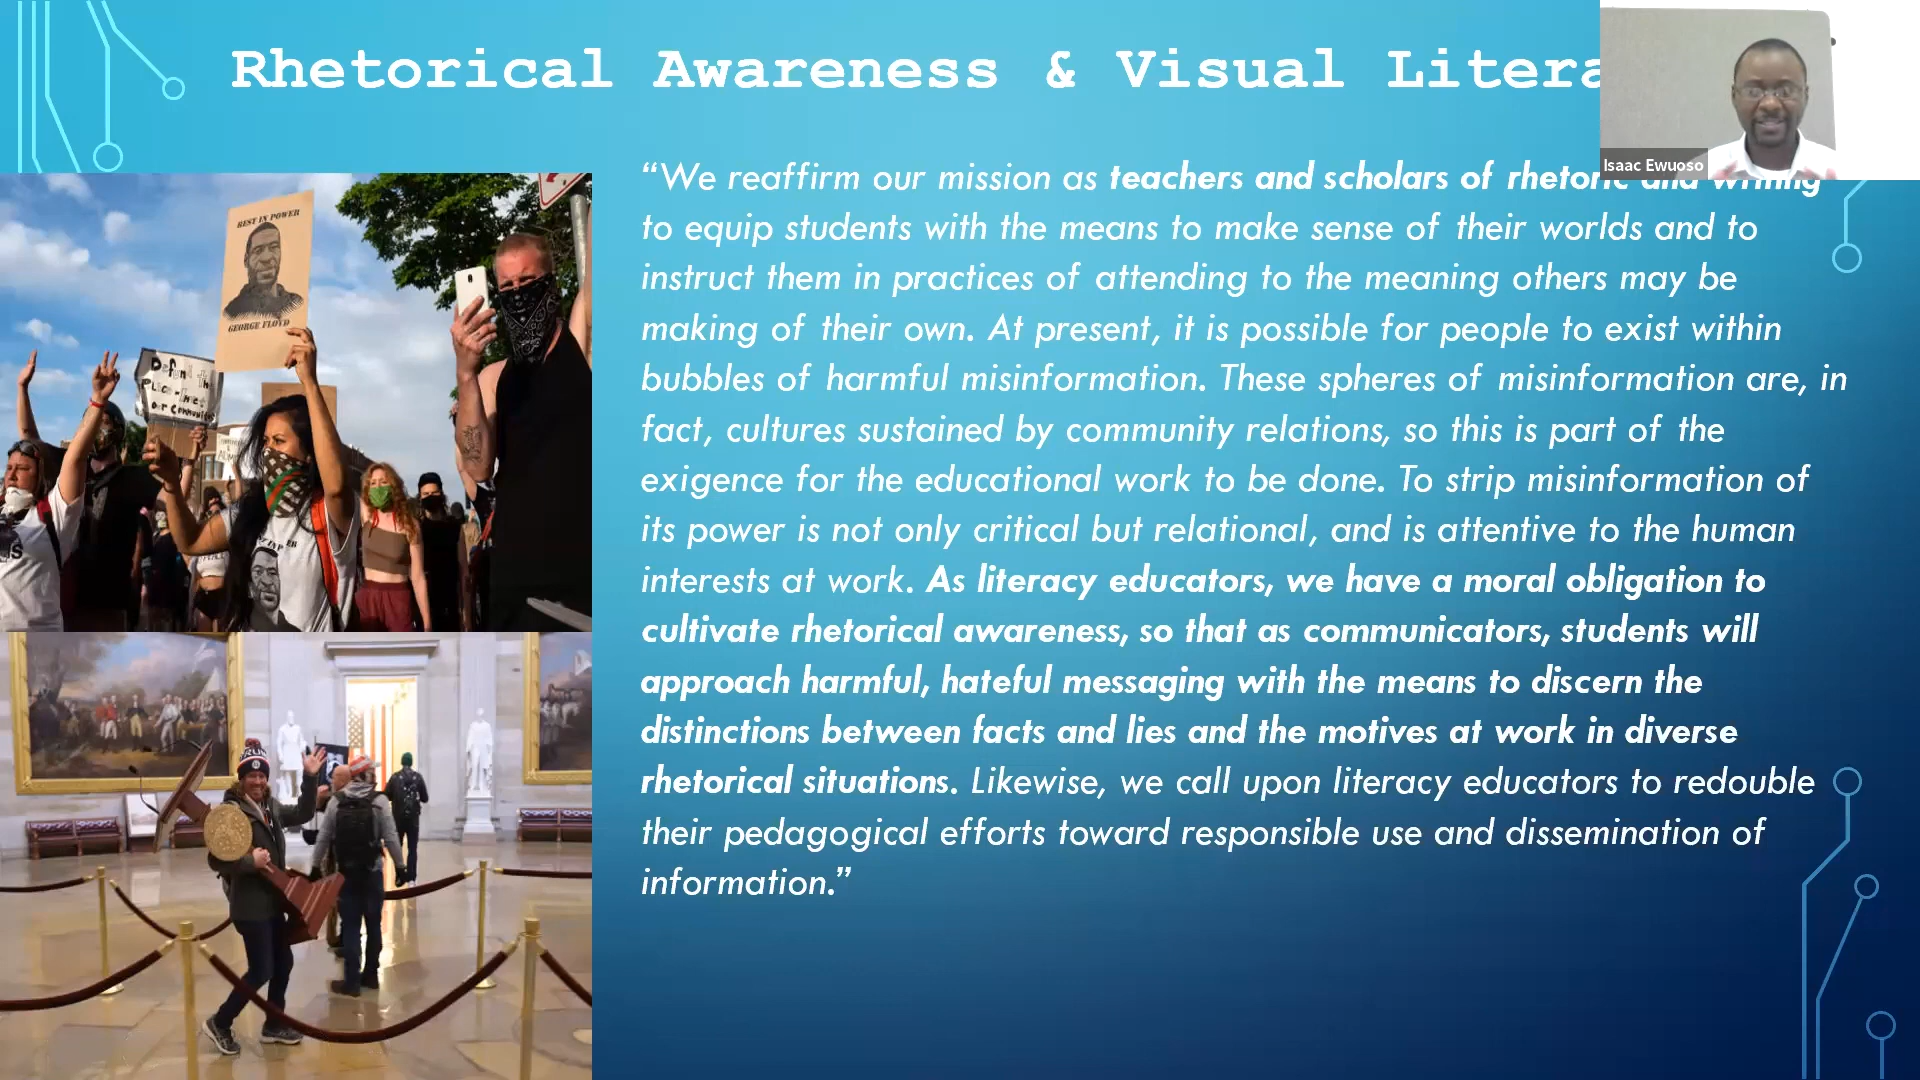 Rhetorical Awareness & Visual Litera
Isaac Ewuoso
“We reaffirm our mission as teachers and scholars of rhetoric and writing
to equip students with the means to make sense of their worlds and to
instruct them in practices of attending to the meaning others may be
making of their own. At present, it is possible for people to exist within
bubbles of harmful misinformation. These spheres of misinformation are, in
fact, cultures sustained by community relations, so this is part of the
exigence for the educational work to be done. To strip misinformation of
its power is not only critical but relational, and is attentive to the human
interests at work. As literacy educators, we have a moral obligation to
cultivate rhetorical awareness, so that as communicators, students will
approach harmful, hateful messaging with the means to discern the
distinctions between facts and lies and the motives at work in diverse
rhetorical situations. Likewise, we call upon literacy educators to redouble
their pedagogical efforts toward responsible use and dissemination of
information.”
REST IN POWER
GEORGE FLOYD
Defund the
Police
our